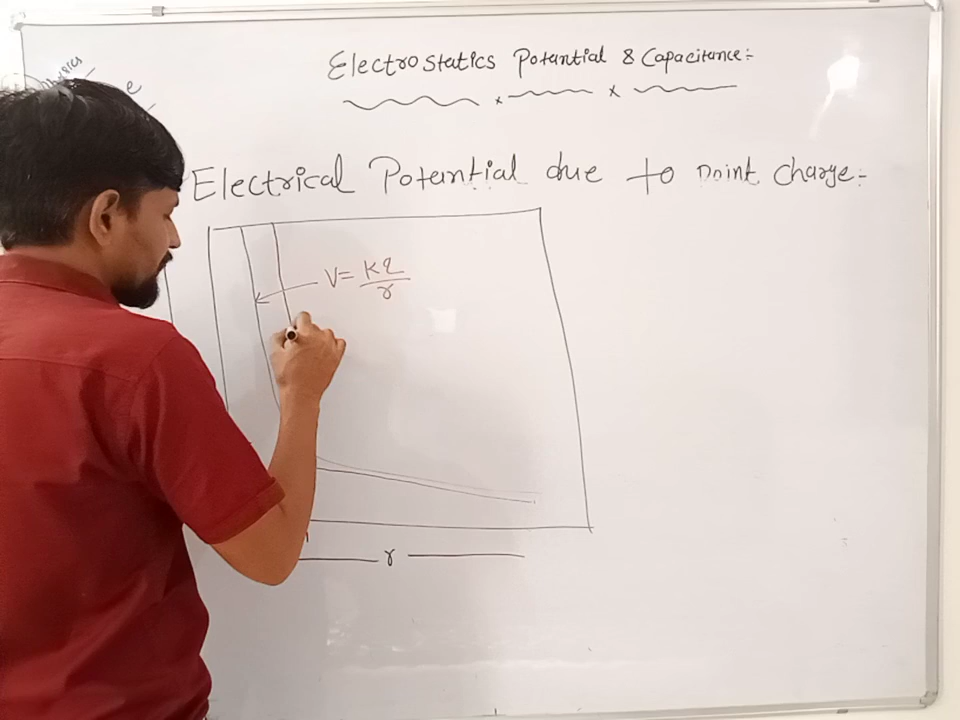 Electrostatics Potential & Capacitance:-
Electrical Potential due to Point Charge:-
V = Kq/r
r